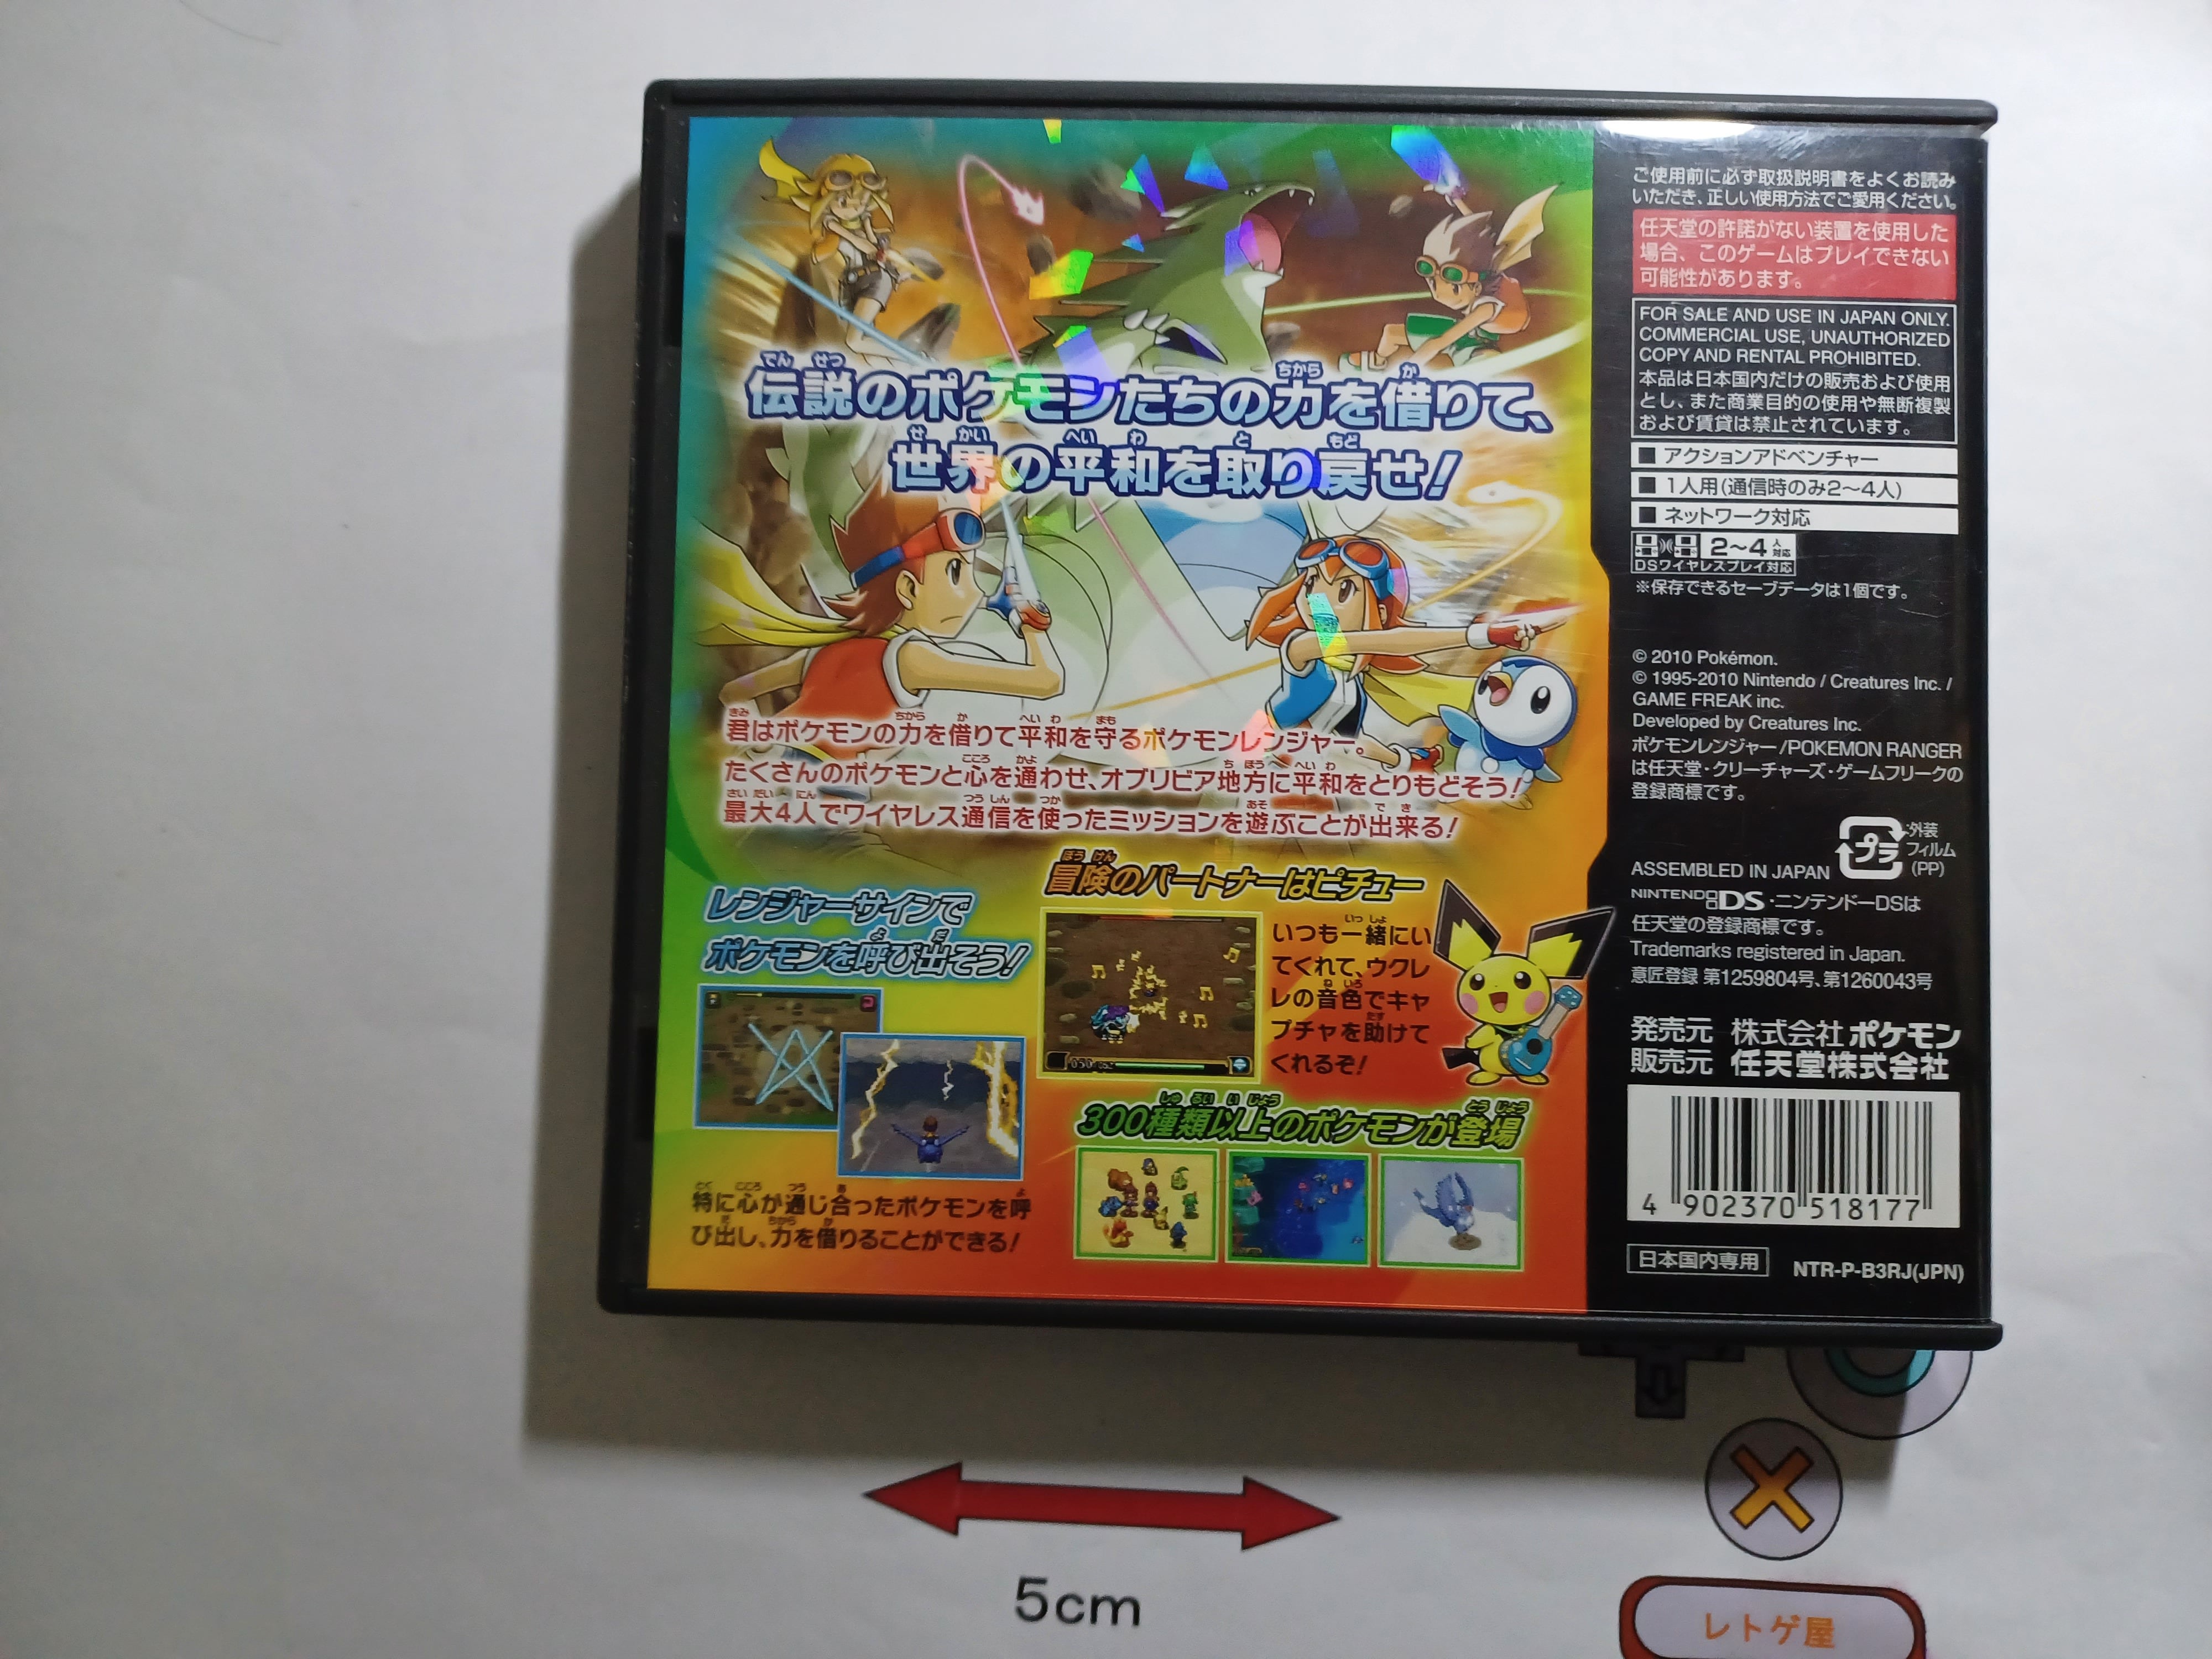 伝説のポケモンたちの力を借りて、
世界の平和を取り戻せ!
君はポケモンの力を借りて平和を守るポケモンレンジャー。
たくさんのポケモンと心を通わせ、オブリビア地方に平和をとりもどそう!
最大4人でワイヤレス通信を使ったミッションを遊ぶことが出来る!
レンジャーサインで
ポケモンを呼び出そう!
特に心が通じ合ったポケモンを呼
び出し、力を借りることができる!
冒険のパートナーはピチュー
いつも一緒にい
てくれて、ウクレ
レの音色でキャ
プチャを助けて
くれるぞ!
300種類以上のポケモンが登場
ご使用前に必ず取扱説明書をよくお読み
いただき、正しい使用方法でご愛用ください。
任天堂の許諾がない装置を使用した
場合、このゲームはプレイできない
可能性があります。
FOR SALE AND USE IN JAPAN ONLY.
COMMERCIAL USE, UNAUTHORIZED
COPY AND RENTAL PROHIBITED.
本品は日本国内だけの販売および使用
とし、また商業目的の使用や無断複製
および賃貸は禁止されています。
■ アクションアドベンチャー
■ 1人用(通信時のみ2〜4人)
■ ネットワーク対応
2〜4人対応
DSワイヤレスプレイ対応
※保存できるセーブデータは1個です。
© 2010 Pokémon.
© 1995-2010 Nintendo / Creatures Inc. /
GAME FREAK inc.
Developed by Creatures Inc.
ポケモンレンジャー/POKEMON RANGER
は任天堂・クリーチャーズ・ゲームフリークの
登録商標です。
プラ
外装
フィルム
(PP)
ASSEMBLED IN JAPAN
NINTENDO DS・ニンテンドーDSは
任天堂の登録商標です。
Trademarks registered in Japan.
意匠登録 第1259804号、第1260043号
発売元 株式会社ポケモン
販売元 任天堂株式会社
4 902370 518177
日本国内専用
NTR-P-B3RJ(JPN)
5cm
レトゲ屋